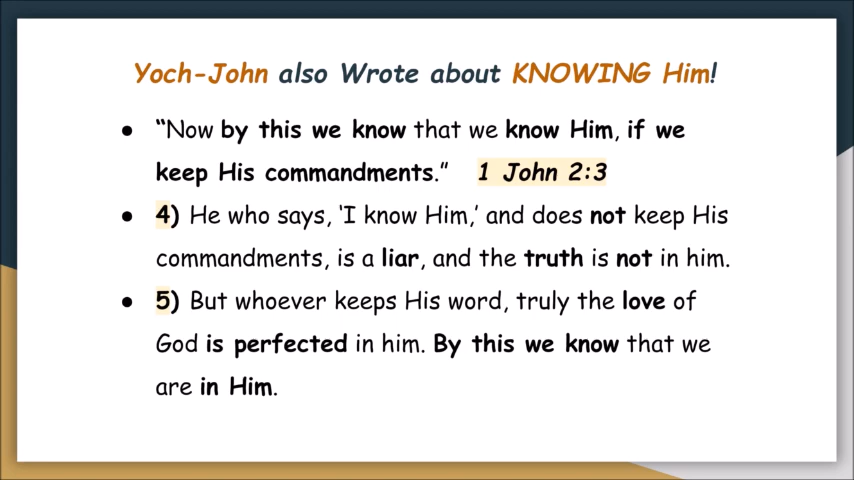 Yoch-John also Wrote about KNOWING Him!
● “Now by this we know that we know Him, if we
keep His commandments.” 1 John 2:3
● 4) He who says, ‘I know Him,’ and does not keep His
commandments, is a liar, and the truth is not in him.
● 5) But whoever keeps His word, truly the love of
God is perfected in him. By this we know that we
are in Him.